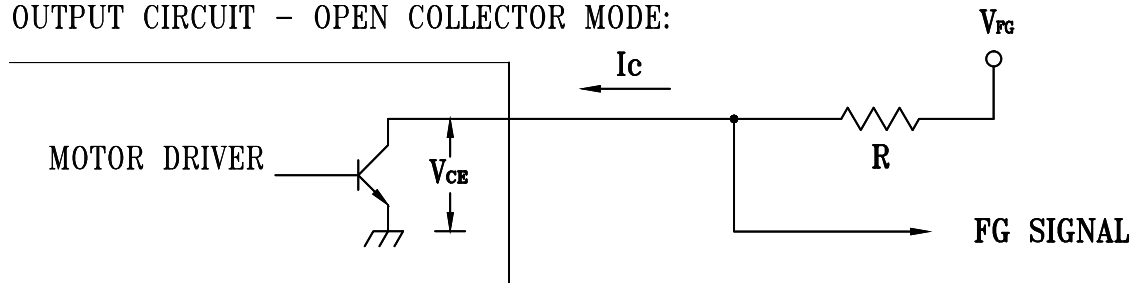 OUTPUT CIRCUIT - OPEN COLLECTOR MODE:
VFG
Ic
MOTOR DRIVER
VCE
R
FG SIGNAL